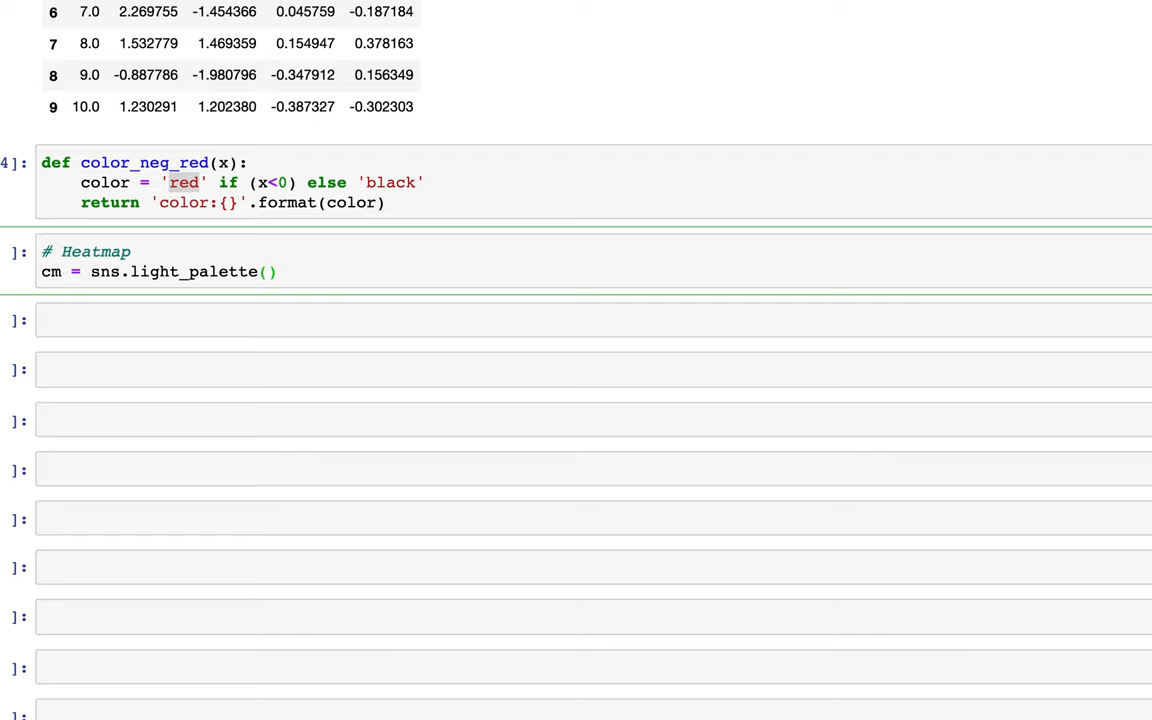 6 7.0 2.269755 -1.454366 0.045759 -0.187184
7 8.0 1.532779 1.469359 0.154947 0.378163
8 9.0 -0.887786 -1.980796 -0.347912 0.156349
9 10.0 1.230291 1.202380 -0.387327 -0.302303
4]: def color_neg_red(x):
color = 'red' if (x<0) else 'black'
return 'color:{}'.format(color)
]: # Heatmap
cm = sns.light_palette()
]:
]:
]:
]:
]:
]:
]:
]:
]: